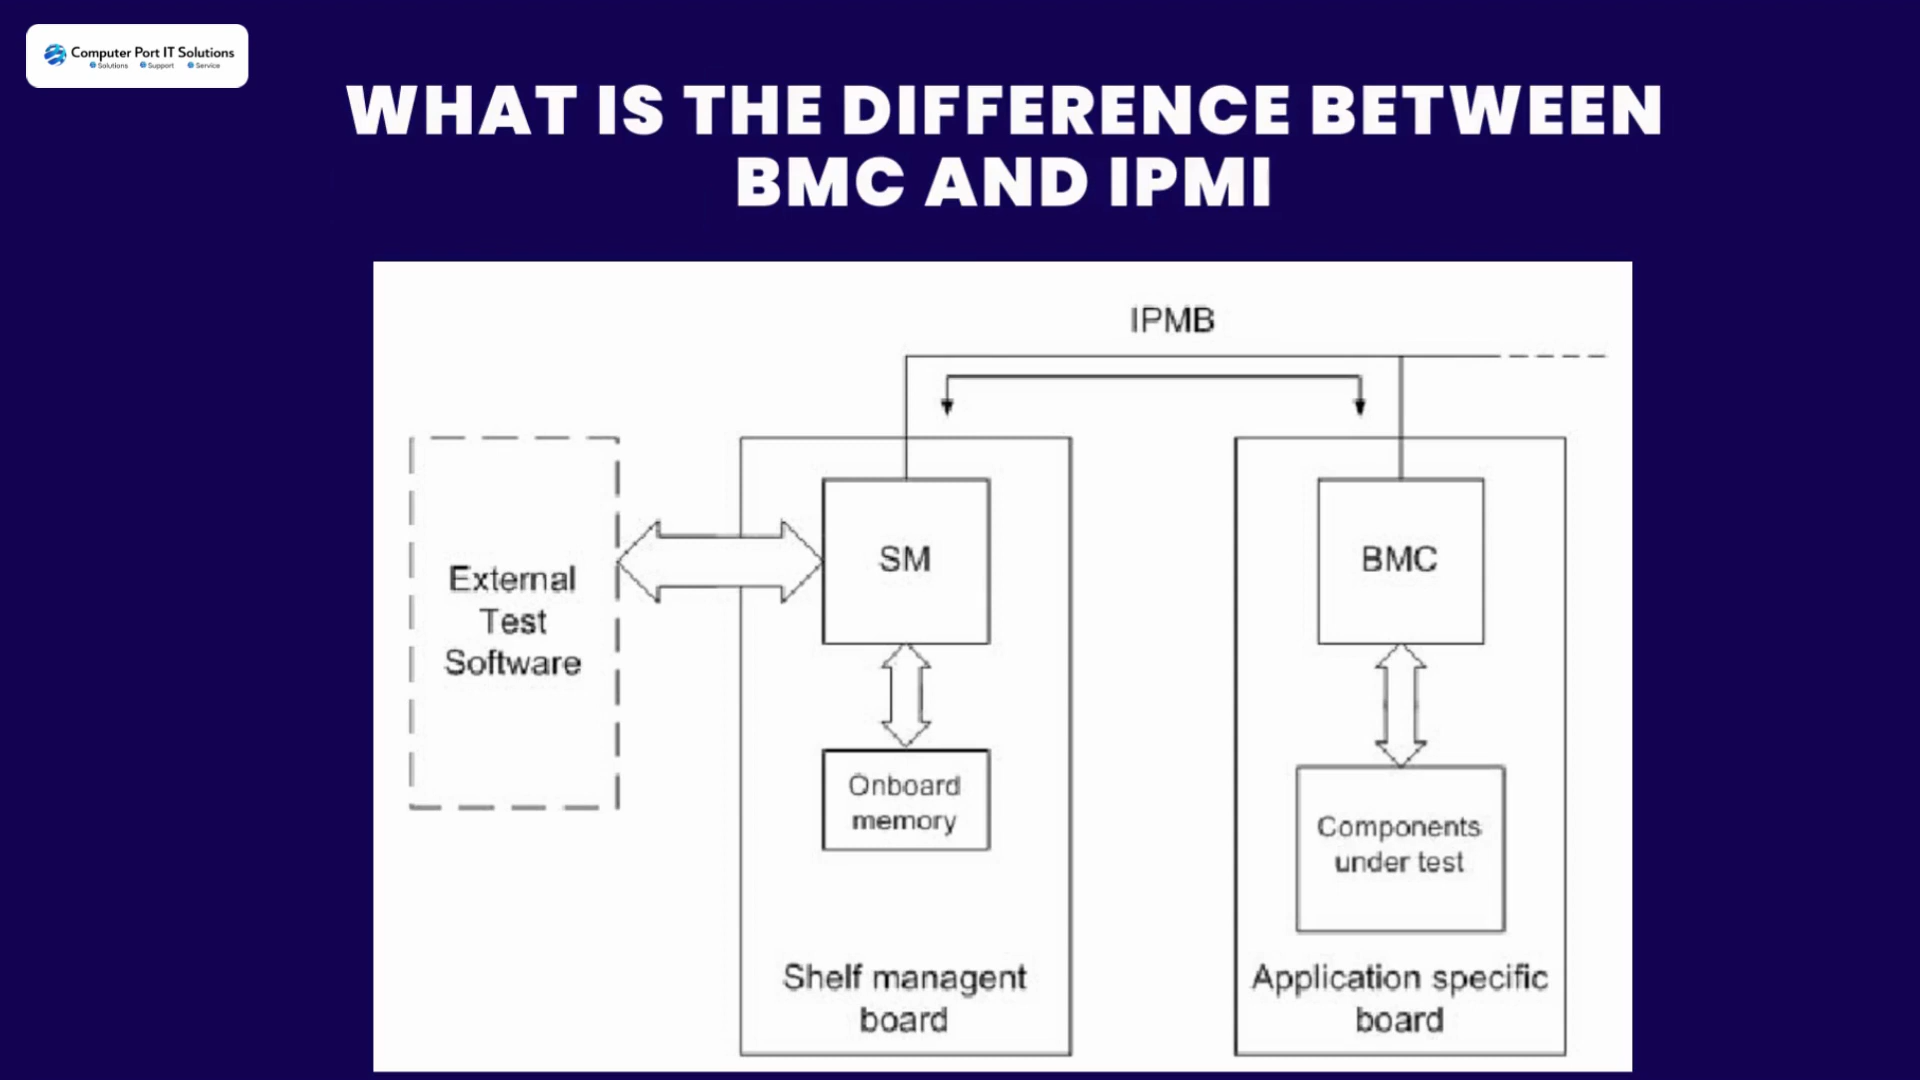 Computer Port IT Solutions
Solutions Support Service
WHAT IS THE DIFFERENCE BETWEEN
BMC AND IPMI
IPMB
External
Test
Software
SM
BMC
Onboard
memory
Components
under test
Shelf managent
board
Application specific
board